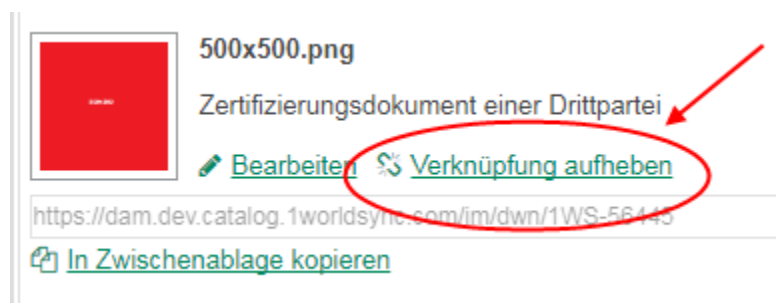 500x500.png
Zertifizierungsdokument einer Drittpartei
Bearbeiten Verknüpfung aufheben
https://dam.dev.catalog.1worldsync.com/im/dwn/1WS-56445
In Zwischenablage kopieren